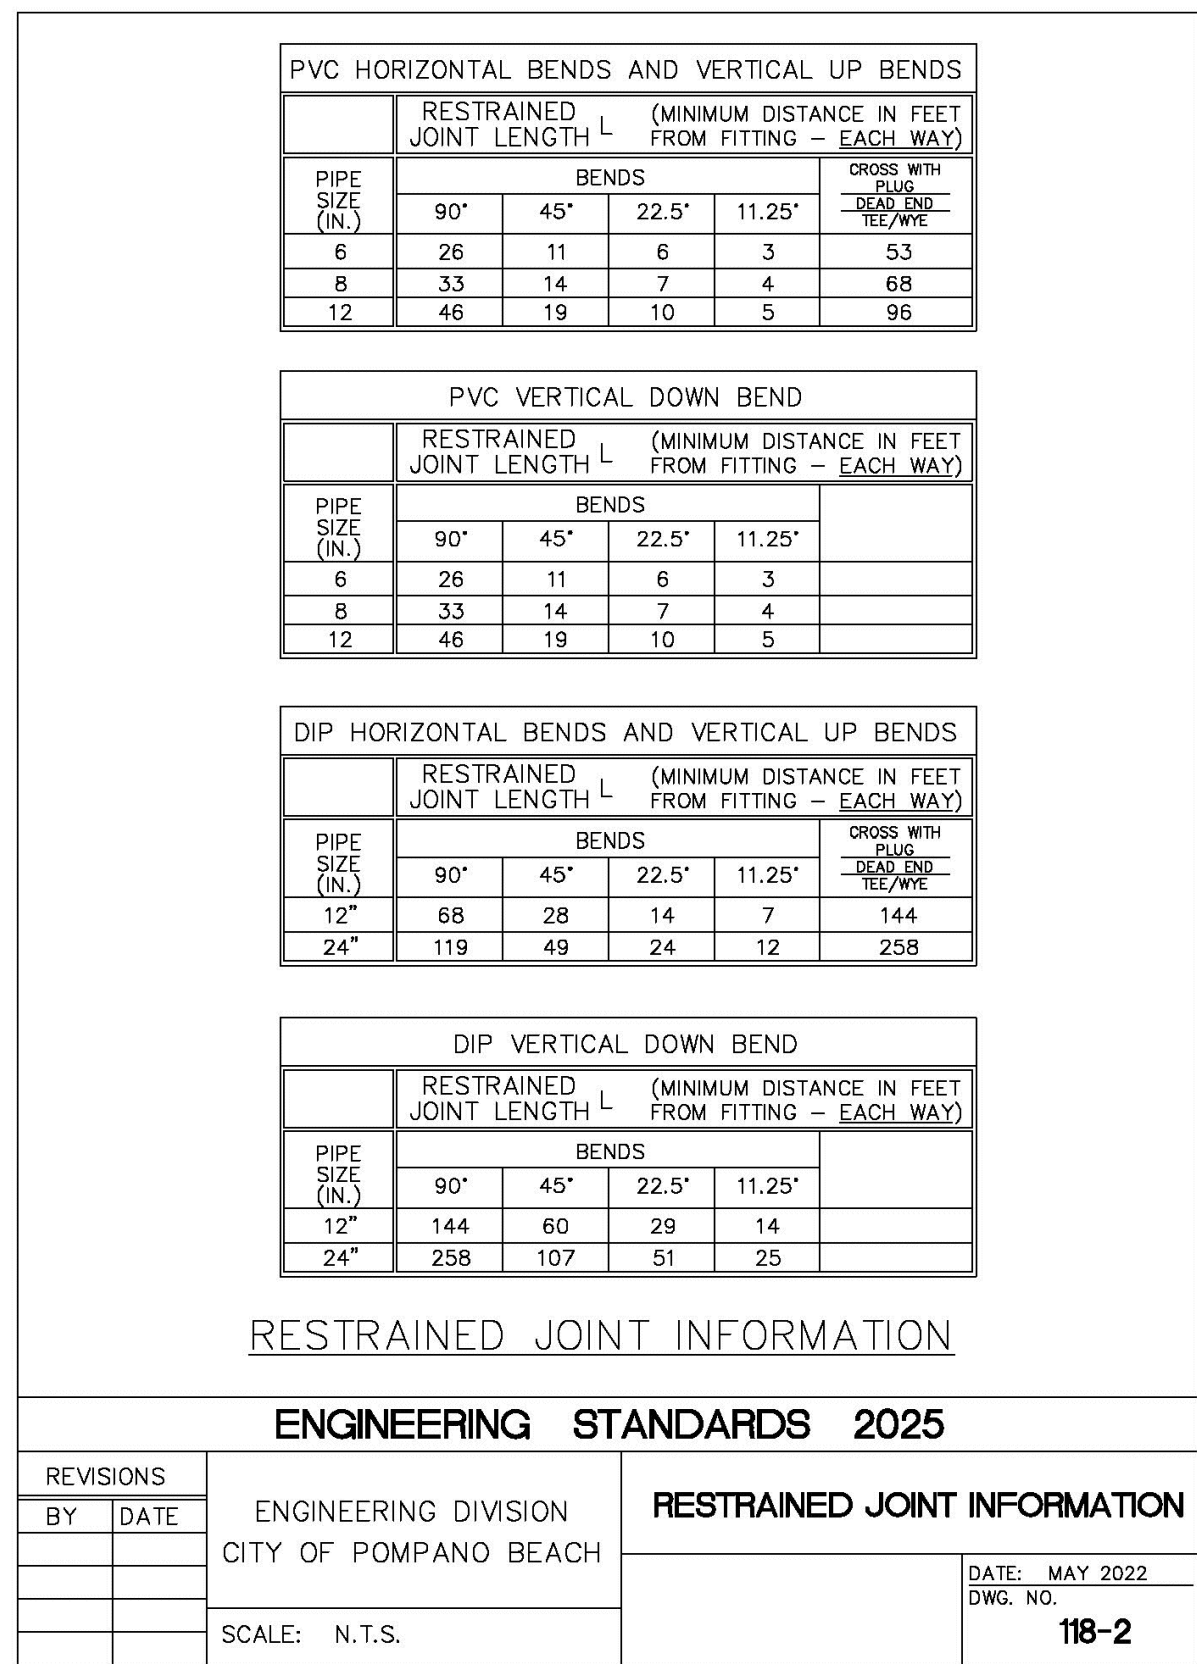 PVC HORIZONTAL BENDS AND VERTICAL UP BENDS
RESTRAINED JOINT LENGTH L (MINIMUM DISTANCE IN FEET FROM FITTING – EACH WAY)
PIPE SIZE (IN.) BENDS CROSS WITH PLUG
90° 45° 22.5° 11.25° DEAD END TEE/WYE
6 26 11 6 3 53
8 33 14 7 4 68
12 46 19 10 5 96
PVC VERTICAL DOWN BEND
RESTRAINED JOINT LENGTH L (MINIMUM DISTANCE IN FEET FROM FITTING – EACH WAY)
PIPE SIZE (IN.) BENDS
90° 45° 22.5° 11.25°
6 26 11 6 3
8 33 14 7 4
12 46 19 10 5
DIP HORIZONTAL BENDS AND VERTICAL UP BENDS
RESTRAINED JOINT LENGTH L (MINIMUM DISTANCE IN FEET FROM FITTING – EACH WAY)
PIPE SIZE (IN.) BENDS CROSS WITH PLUG
90° 45° 22.5° 11.25° DEAD END TEE/WYE
12" 68 28 14 7 144
24" 119 49 24 12 258
DIP VERTICAL DOWN BEND
RESTRAINED JOINT LENGTH L (MINIMUM DISTANCE IN FEET FROM FITTING – EACH WAY)
PIPE SIZE (IN.) BENDS
90° 45° 22.5° 11.25°
12" 144 60 29 14
24" 258 107 51 25
RESTRAINED JOINT INFORMATION
ENGINEERING STANDARDS 2025
REVISIONS
BY DATE
ENGINEERING DIVISION
CITY OF POMPANO BEACH
SCALE: N.T.S.
RESTRAINED JOINT INFORMATION
DATE: MAY 2022
DWG. NO.
118-2